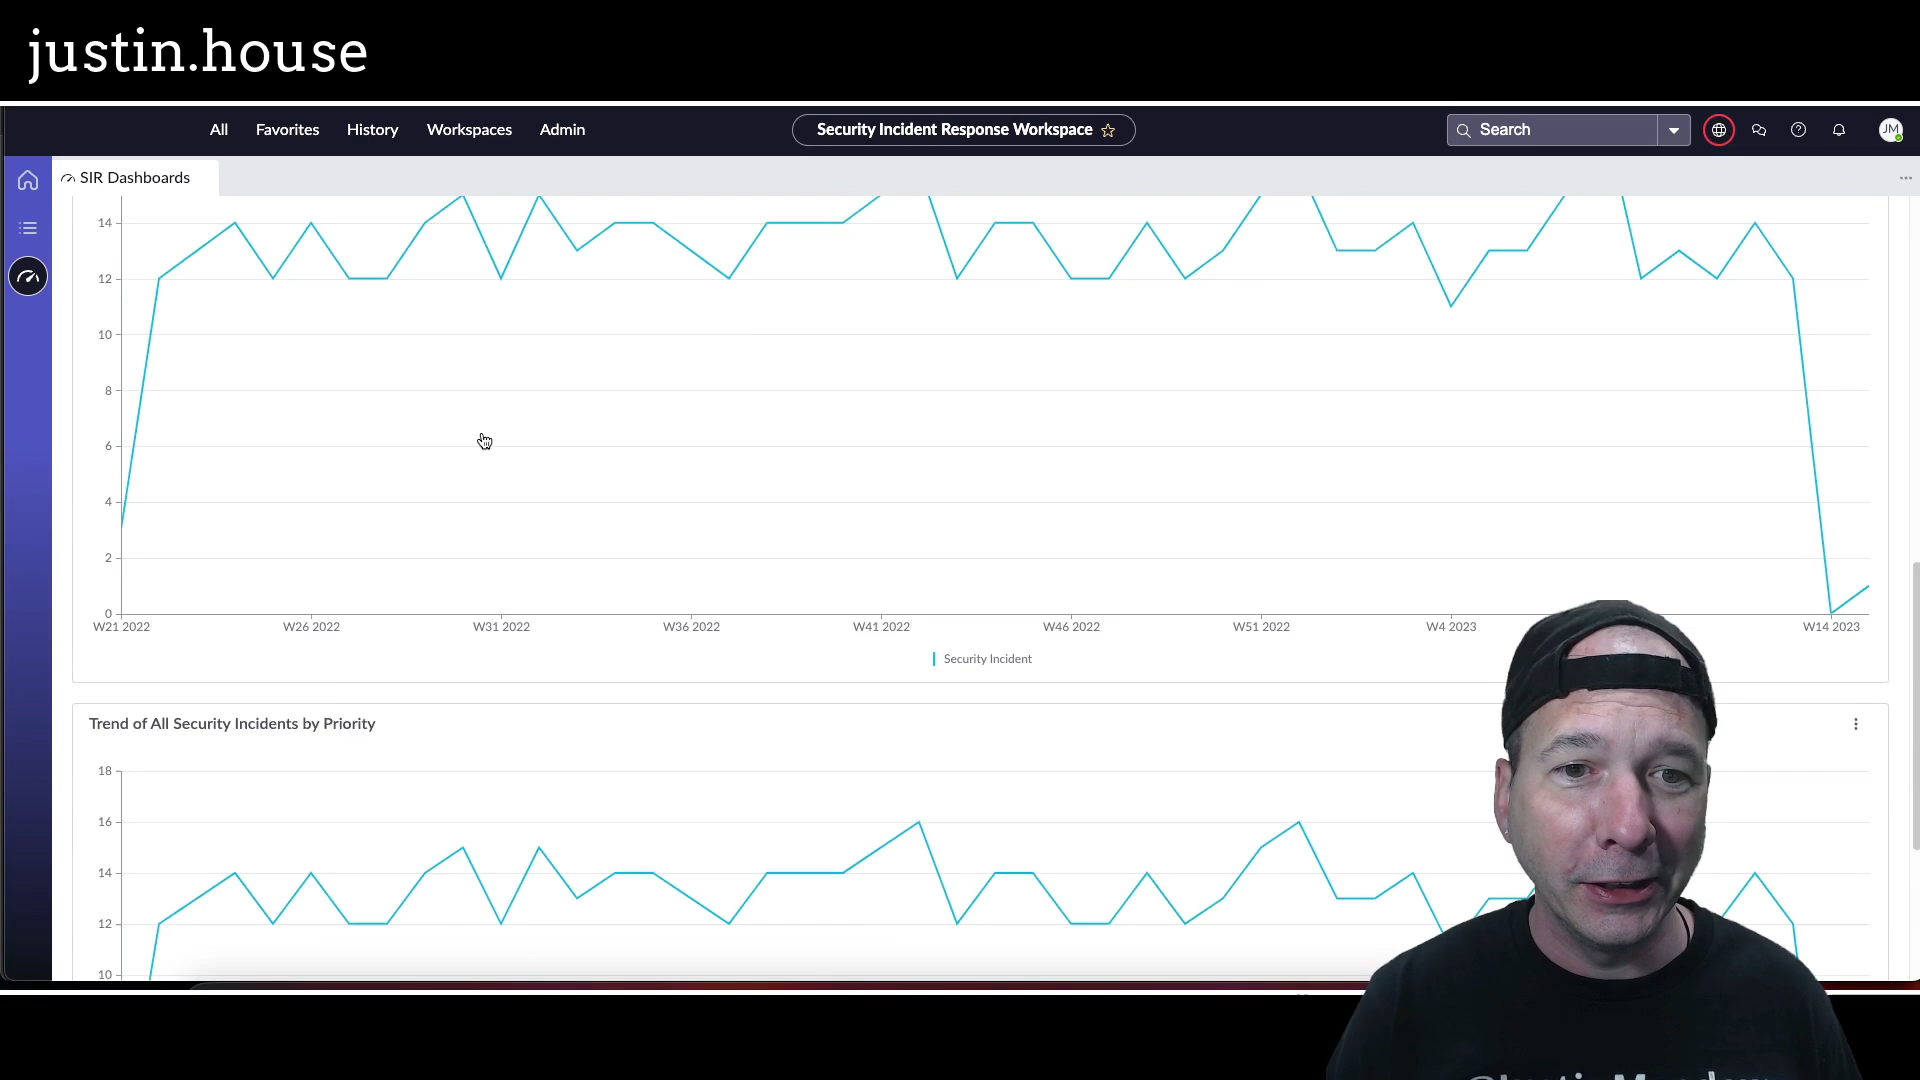 justin.house
All Favorites History Workspaces Admin Security Incident Response Workspace Search JM
SIR Dashboards
14
12
10
8
6
4
2
0
W21 2022 W26 2022 W31 2022 W36 2022 W41 2022 W46 2022 W51 2022 W4 2023 W14 2023
Security Incident
Trend of All Security Incidents by Priority
18
16
14
12
10